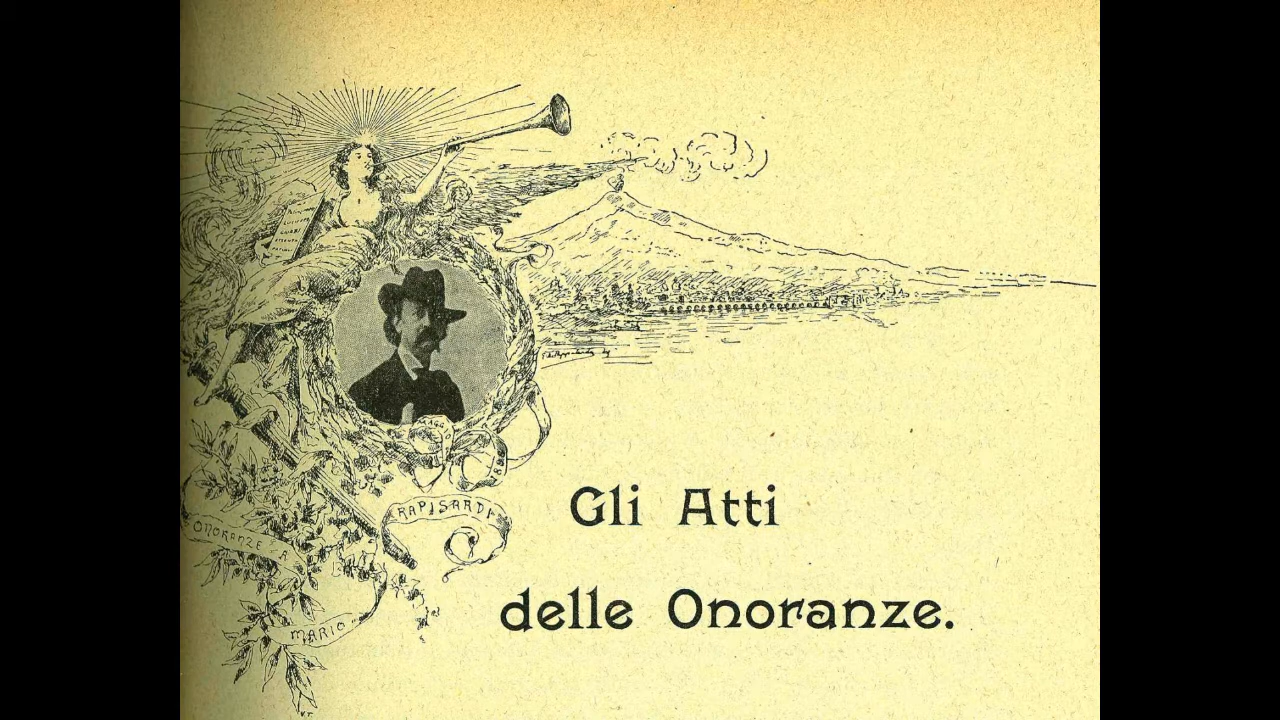 Gli Atti
delle Onoranze.
ONORANZE A
MARIO
RAPISARDI
V.T.